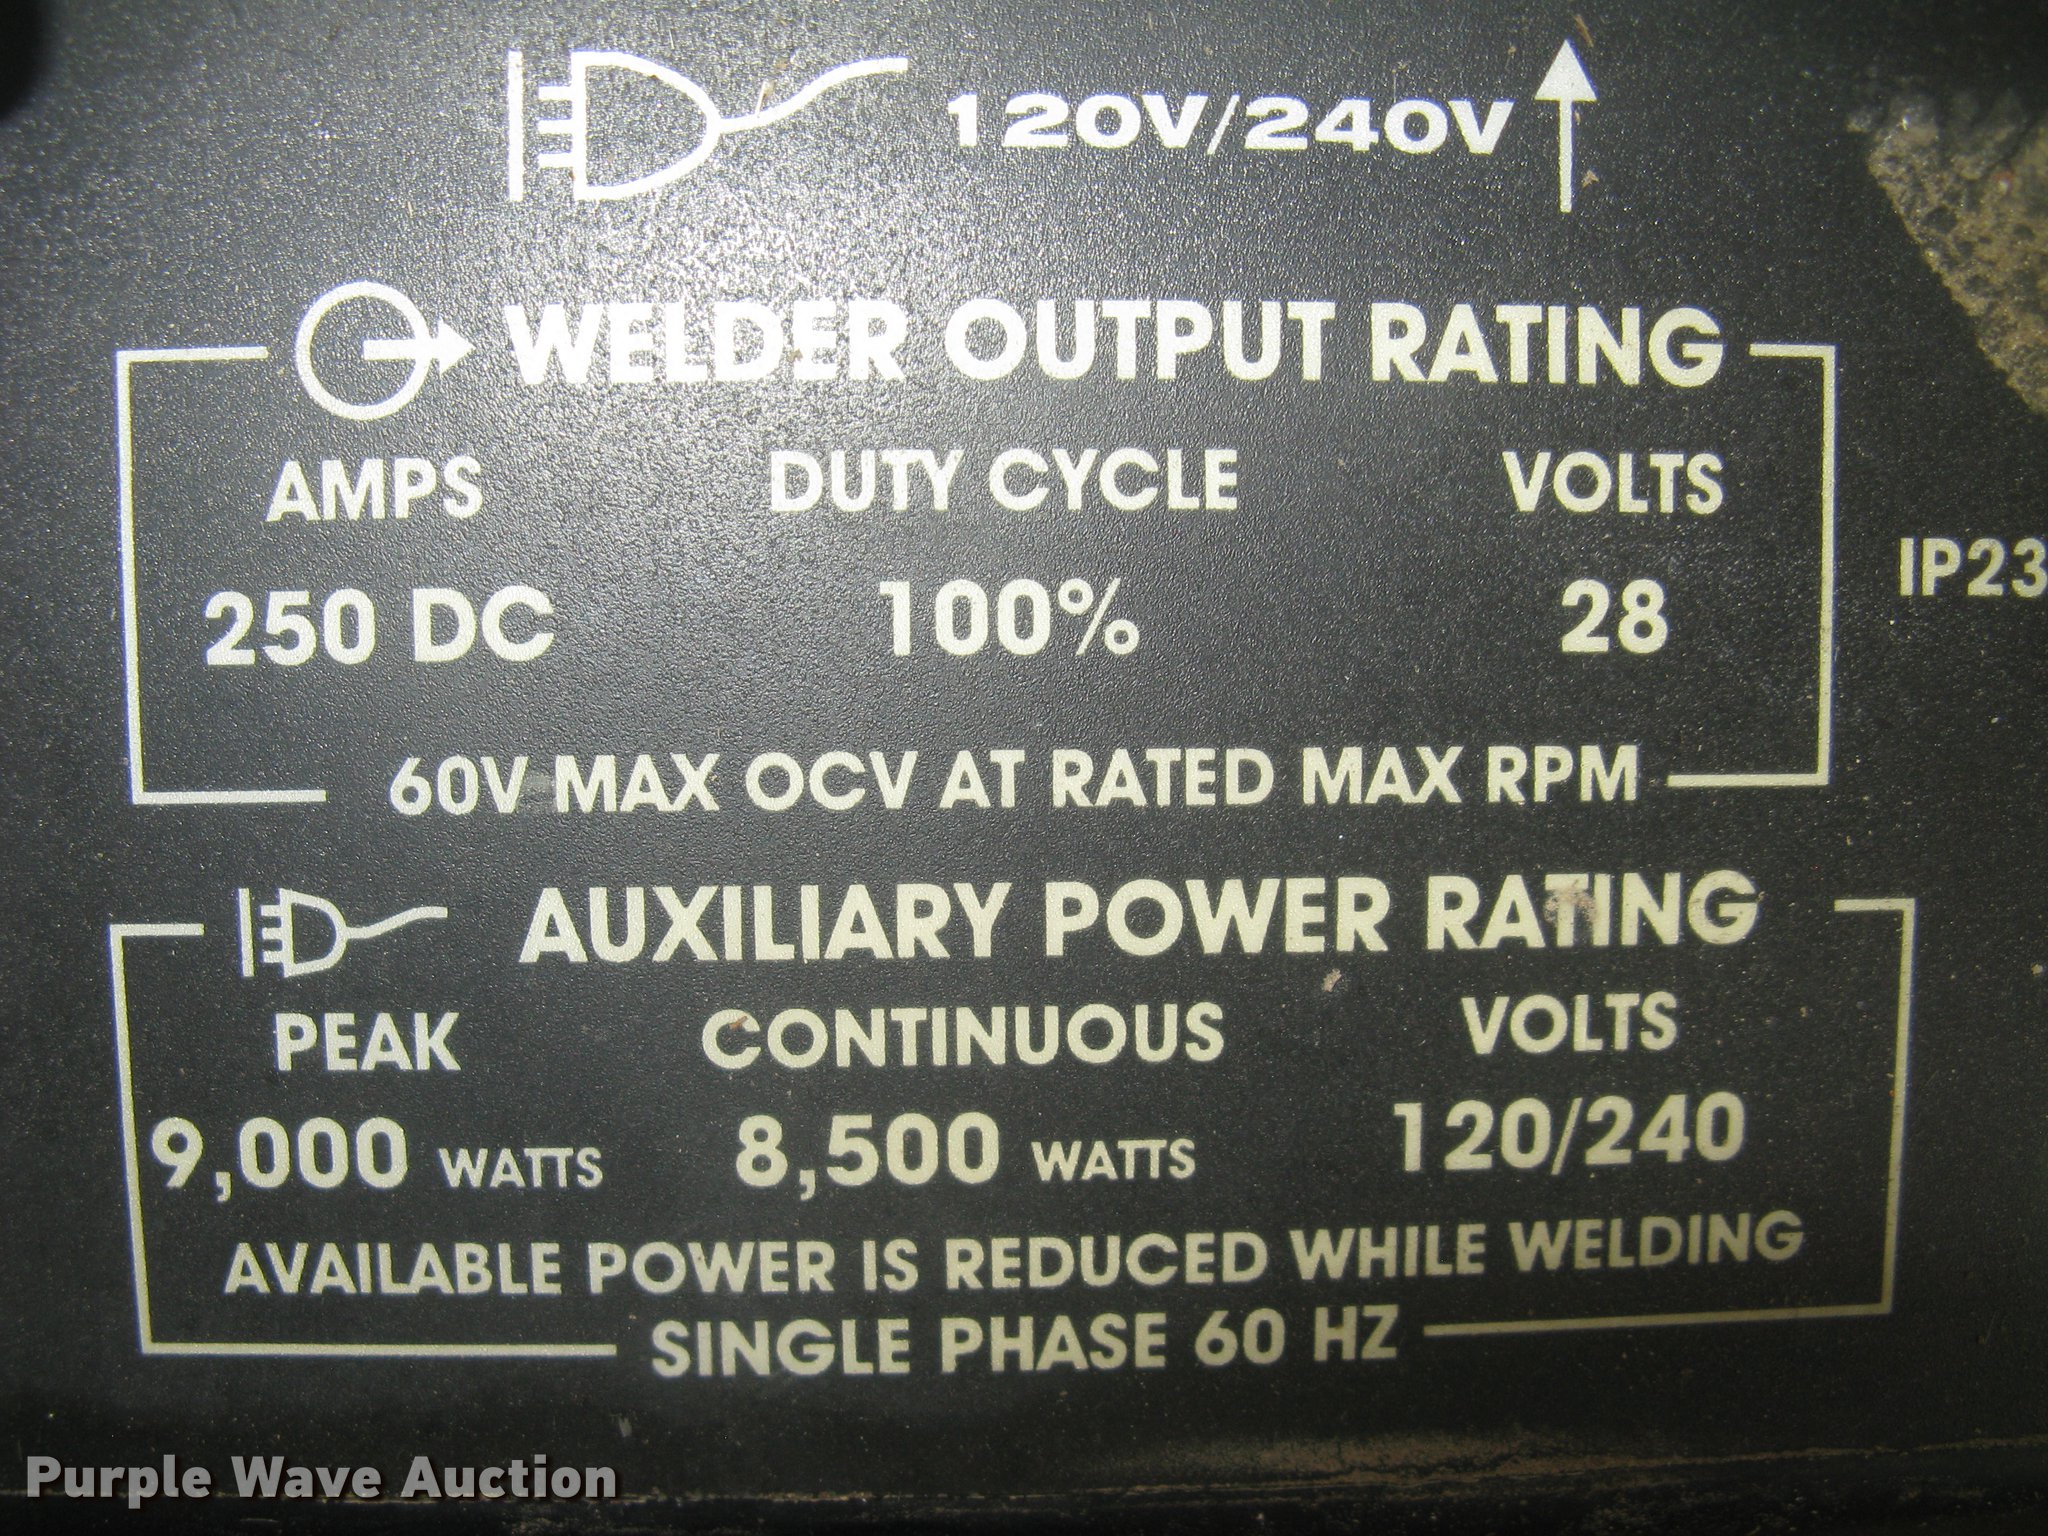 120V/240V
WELDER OUTPUT RATING
AMPS DUTY CYCLE VOLTS
250 DC 100% 28
IP23
60V MAX OCV AT RATED MAX RPM
AUXILIARY POWER RATING
PEAK CONTINUOUS VOLTS
9,000 WATTS 8,500 WATTS 120/240
AVAILABLE POWER IS REDUCED WHILE WELDING
SINGLE PHASE 60 HZ
Purple Wave Auction